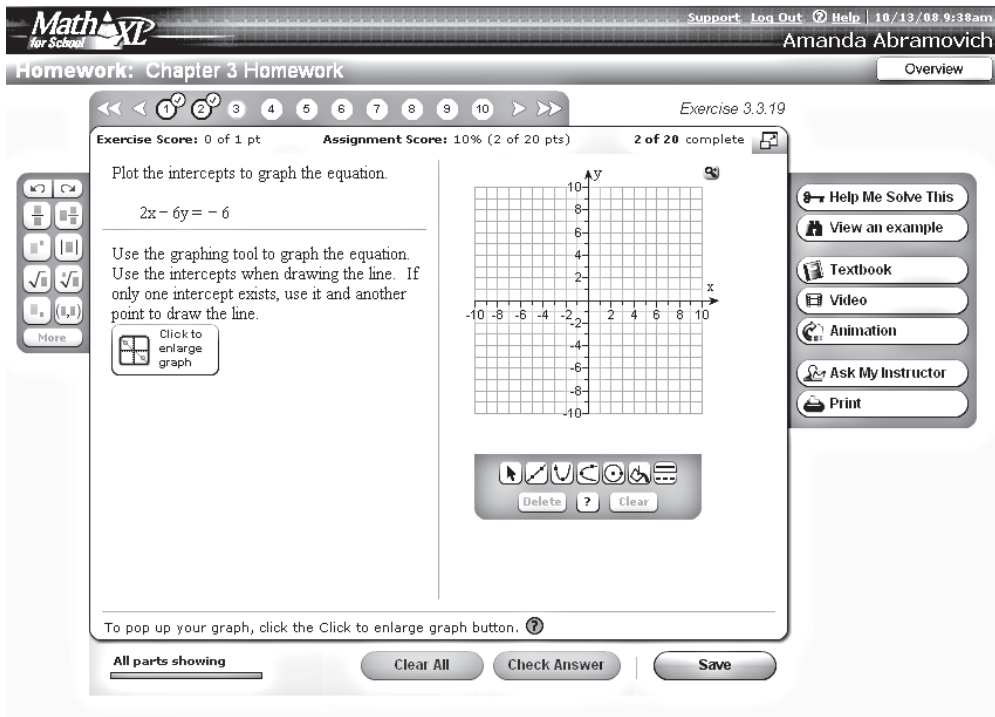 Math XL
for School
Support Log Out Help | 10/13/08 9:38am
Amanda Abramovich
Homework: Chapter 3 Homework
Overview
1 2 3 4 5 6 7 8 9 10
Exercise 3.3.19
Exercise Score: 0 of 1 pt
Assignment Score: 10% (2 of 20 pts)
2 of 20 complete
Plot the intercepts to graph the equation.
2x − 6y = − 6
Use the graphing tool to graph the equation.
Use the intercepts when drawing the line. If
only one intercept exists, use it and another
point to draw the line.
Click to
enlarge
graph
More
y
10
8
6
4
2
x
-10 -8 -6 -4 -2 2 4 6 8 10
-2
-4
-6
-8
-10
Delete ? Clear
Help Me Solve This
View an example
Textbook
Video
Animation
Ask My Instructor
Print
To pop up your graph, click the Click to enlarge graph button. ?
All parts showing
Clear All
Check Answer
Save